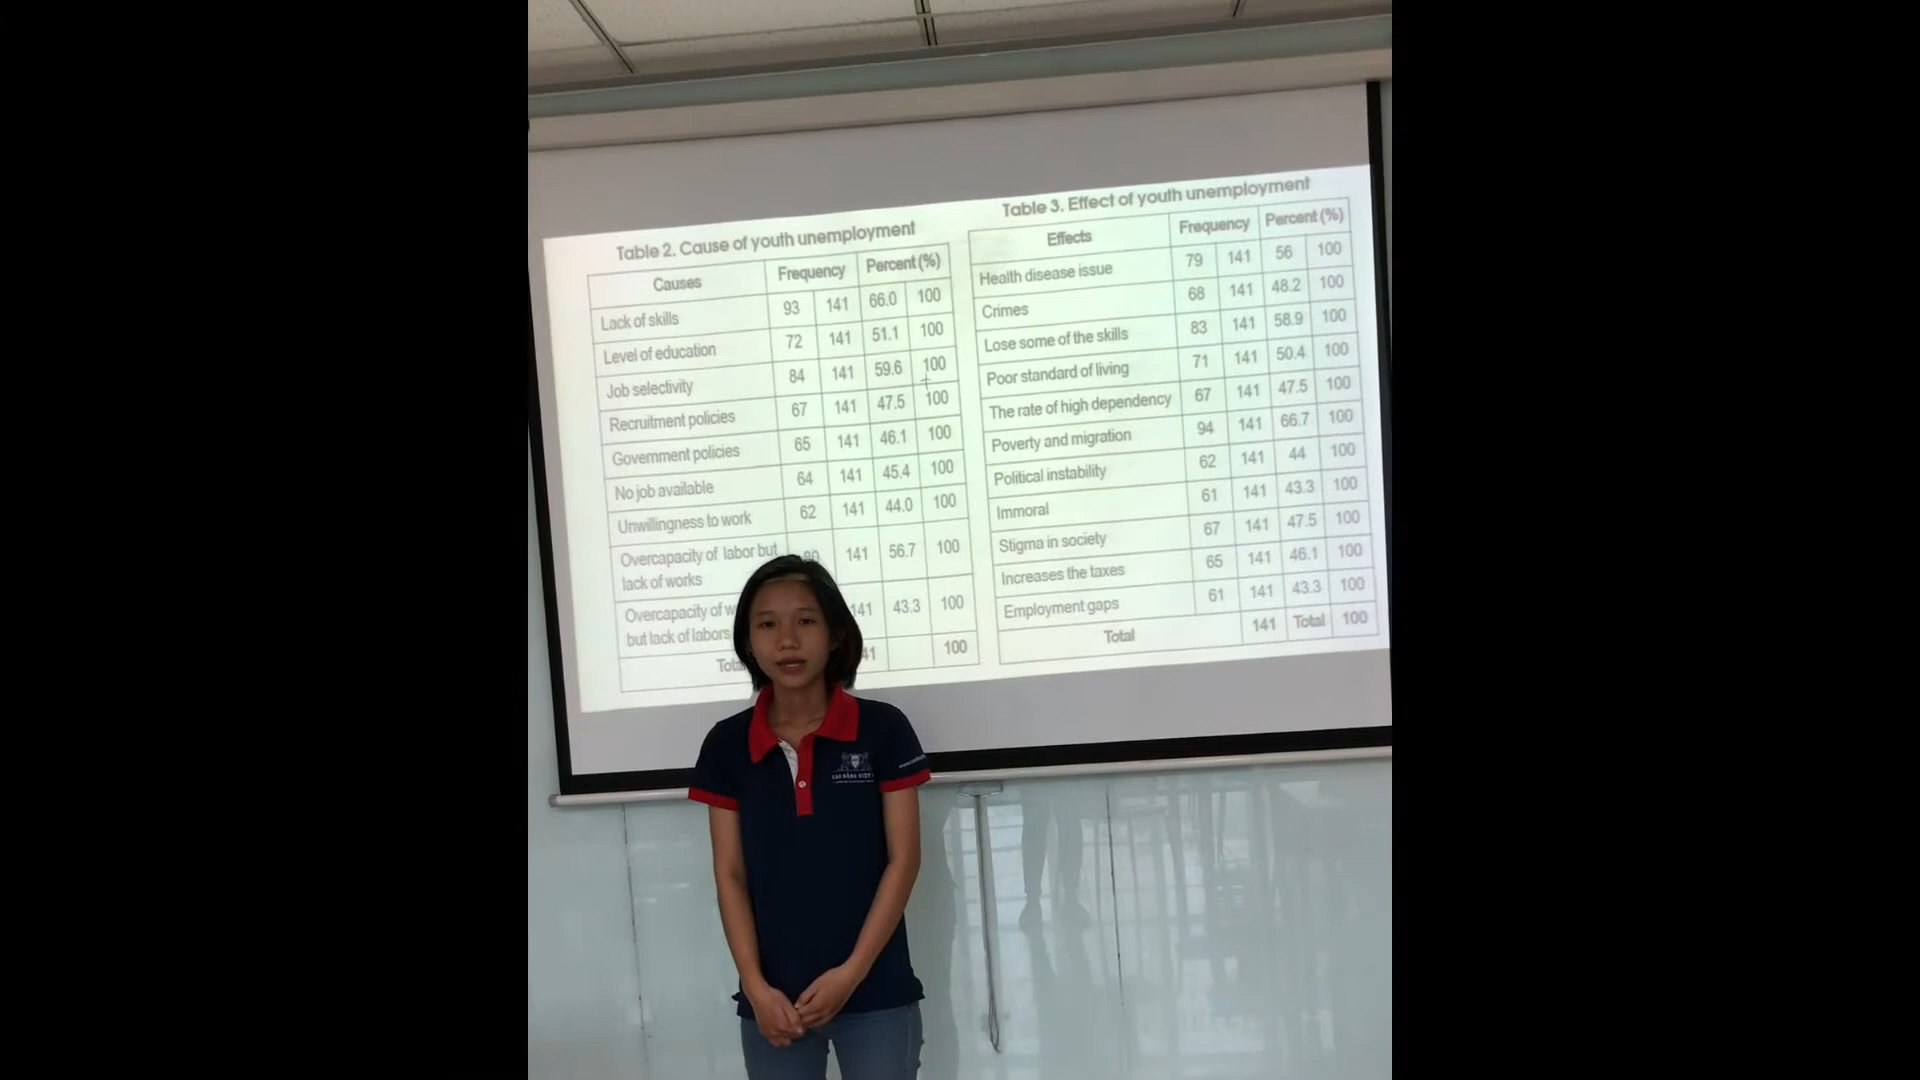 Table 2. Cause of youth unemployment
Causes Frequency Percent (%)
Lack of skills 93 141 66.0 100
Level of education 72 141 51.1 100
Job selectivity 84 141 59.6 100
Recruitment policies 67 141 47.5 100
Government policies 65 141 46.1 100
No job available 64 141 45.4 100
Unwillingness to work 62 141 44.0 100
Overcapacity of labor but
lack of works 141 56.7 100
Overcapacity of
but lack of labors 141 43.3 100
100
Table 3. Effect of youth unemployment
Effects Frequency Percent (%)
Health disease issue 79 141 56 100
Crimes 68 141 48.2 100
Lose some of the skills 83 141 58.9 100
Poor standard of living 71 141 50.4 100
The rate of high dependency 67 141 47.5 100
Poverty and migration 94 141 66.7 100
Political instability 62 141 44 100
Immoral 61 141 43.3 100
Stigma in society 67 141 47.5 100
Increases the taxes 65 141 46.1 100
Employment gaps 61 141 43.3 100
Total 141 Total 100
CAO ĐẲNG VIỆT